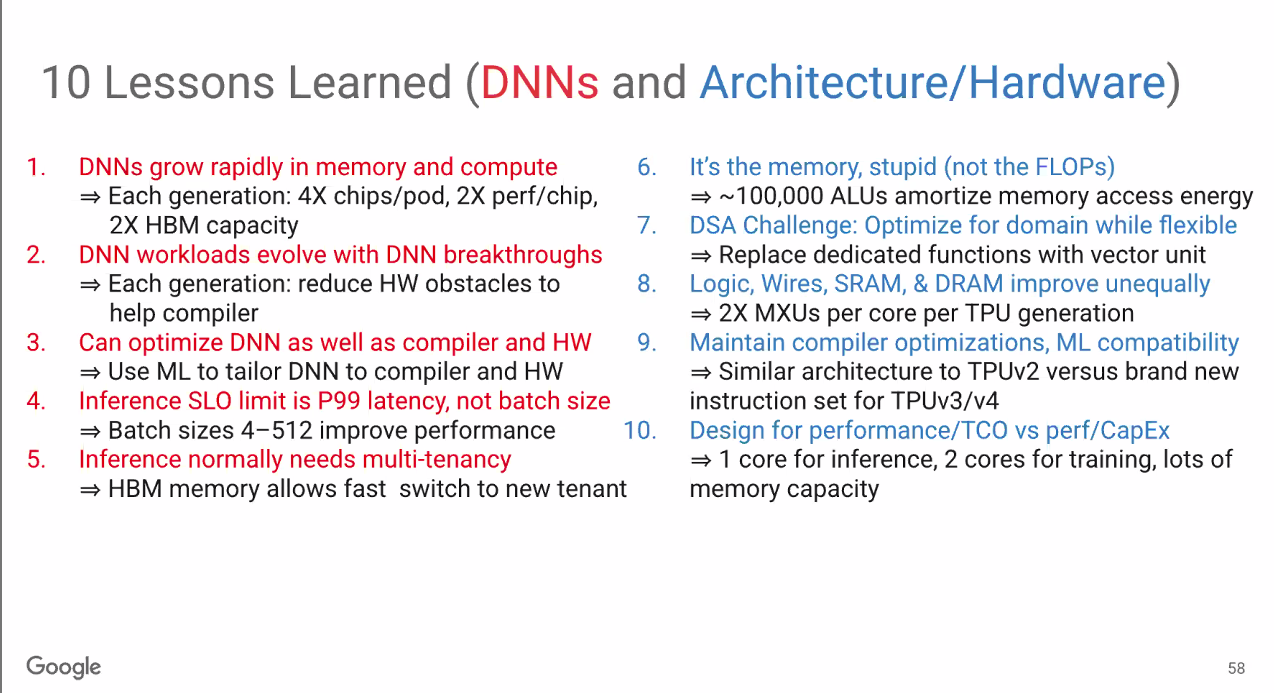 10 Lessons Learned (DNNs and Architecture/Hardware)
1. DNNs grow rapidly in memory and compute
⇒ Each generation: 4X chips/pod, 2X perf/chip,
2X HBM capacity
2. DNN workloads evolve with DNN breakthroughs
⇒ Each generation: reduce HW obstacles to
help compiler
3. Can optimize DNN as well as compiler and HW
⇒ Use ML to tailor DNN to compiler and HW
4. Inference SLO limit is P99 latency, not batch size
⇒ Batch sizes 4–512 improve performance
5. Inference normally needs multi-tenancy
⇒ HBM memory allows fast switch to new tenant
6. It's the memory, stupid (not the FLOPs)
⇒ ~100,000 ALUs amortize memory access energy
7. DSA Challenge: Optimize for domain while flexible
⇒ Replace dedicated functions with vector unit
8. Logic, Wires, SRAM, & DRAM improve unequally
⇒ 2X MXUs per core per TPU generation
9. Maintain compiler optimizations, ML compatibility
⇒ Similar architecture to TPUv2 versus brand new
instruction set for TPUv3/v4
10. Design for performance/TCO vs perf/CapEx
⇒ 1 core for inference, 2 cores for training, lots of
memory capacity
Google
58